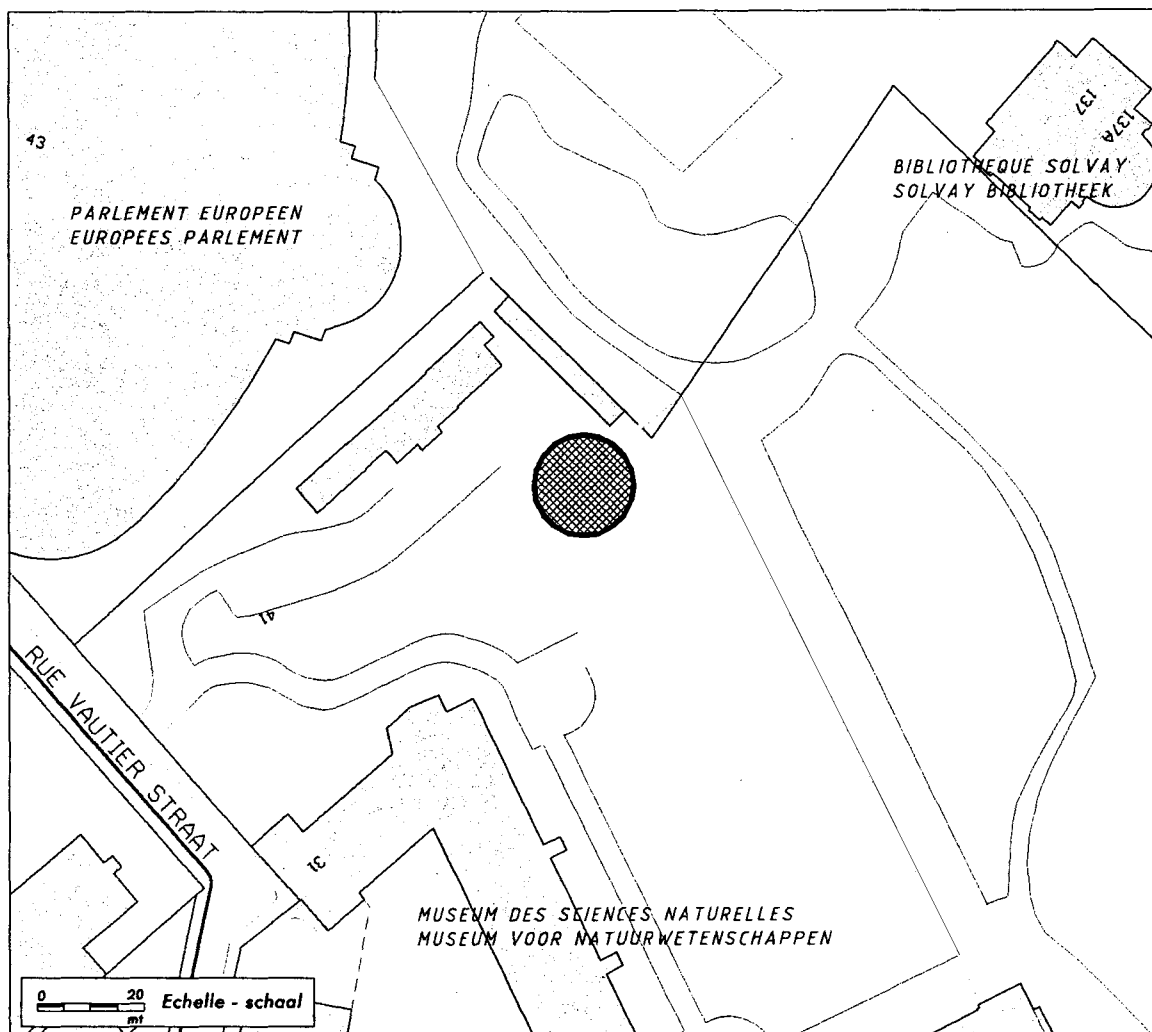 43
PARLEMENT EUROPEEN
EUROPEES PARLEMENT
137
137A
BIBLIOTHEQUE SOLVAY
SOLVAY BIBLIOTHEEK
41
RUE VAUTIER STRAAT
31
MUSEUM DES SCIENCES NATURELLES
MUSEUM VOOR NATUURWETENSCHAPPEN
0 20
mt
Echelle - schaal